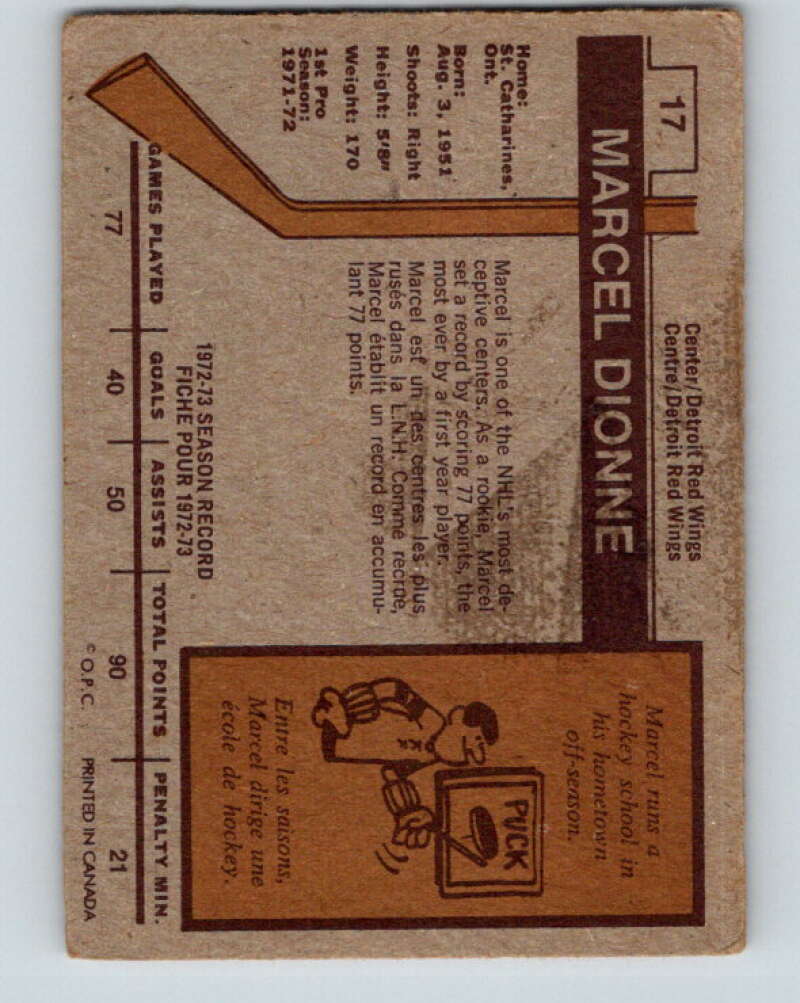 17
MARCEL DIONNE
Center/Detroit Red Wings
Centre/Detroit Red Wings
Home:
St. Catharines,
Ont.
Born:
Aug. 3, 1951
Shoots: Right
Height: 5'8"
Weight: 170
1st Pro
Season:
1971-72
Marcel is one of the NHL's most de-
ceptive centers. As a rookie, Marcel
set a record by scoring 77 points, the
most ever by a first year player.
Marcel est un des centres les plus
rusés dans la L.N.H. Comme recrue,
Marcel établit un record en accumu-
lant 77 points.
Marcel runs a
hockey school in
his hometown
off-season.
PUCK
Entre les saisons,
Marcel dirige une
école de hockey.
1972-73 SEASON RECORD
FICHE POUR 1972-73
GAMES PLAYED GOALS ASSISTS TOTAL POINTS PENALTY MIN.
77 40 50 90 21
© O.P.C. PRINTED IN CANADA